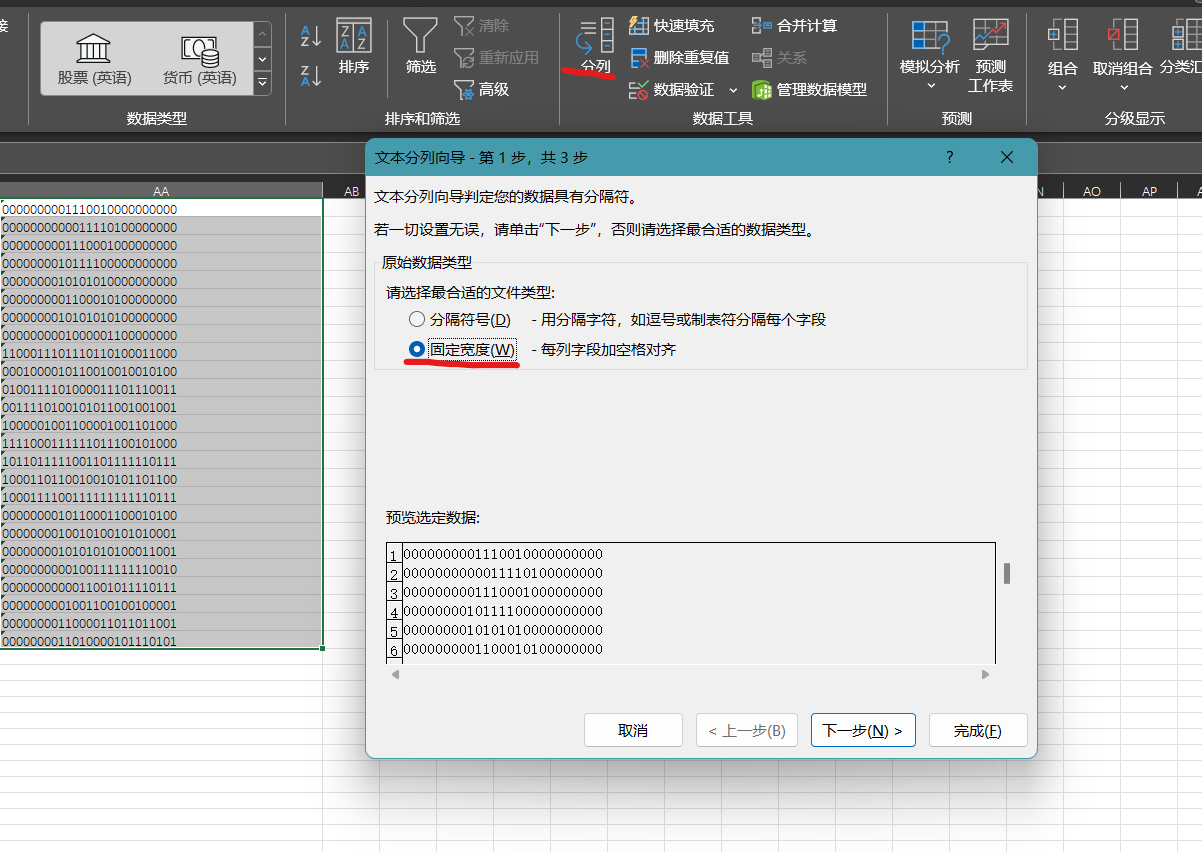 接
股票 (英语)
货币 (英语)
数据类型
排序
筛选
清除
重新应用
高级
排序和筛选
分列
快速填充
删除重复值
数据验证
合并计算
关系
管理数据模型
数据工具
模拟分析
预测
工作表
预测
组合
取消组合
分类汇
分级显示
AA
AB
N
AO
AP
A
0000000001110010000000000
0000000000011110100000000
0000000001110001000000000
0000000010111100000000000
0000000010101010000000000
0000000001100010100000000
0000000010101010100000000
0000000001000001100000000
1100011101110110100011000
0001000010110010010010100
0100111101000011101110011
0011110100101011001001001
1000001001100001001101000
1111000111111011100101000
1011011111001101111110111
1000110110010010101101100
1000111100111111111110111
0000000010110001100010100
0000000010010100101010001
0000000010101010100011001
0000000000100111111110010
0000000000011001011110111
0000000001001100100100001
0000000011000011011011001
0000000011010000101110101
文本分列向导 - 第 1 步，共 3 步
?
文本分列向导判定您的数据具有分隔符。
若一切设置无误，请单击“下一步”，否则请选择最合适的数据类型。
原始数据类型
请选择最合适的文件类型:
分隔符号(D) - 用分隔字符，如逗号或制表符分隔每个字段
固定宽度(W) - 每列字段加空格对齐
预览选定数据:
1 0000000001110010000000000
2 0000000000011110100000000
3 0000000001110001000000000
4 0000000010111100000000000
5 0000000010101010000000000
6 0000000001100010100000000
取消
< 上一步(B)
下一步(N) >
完成(F)